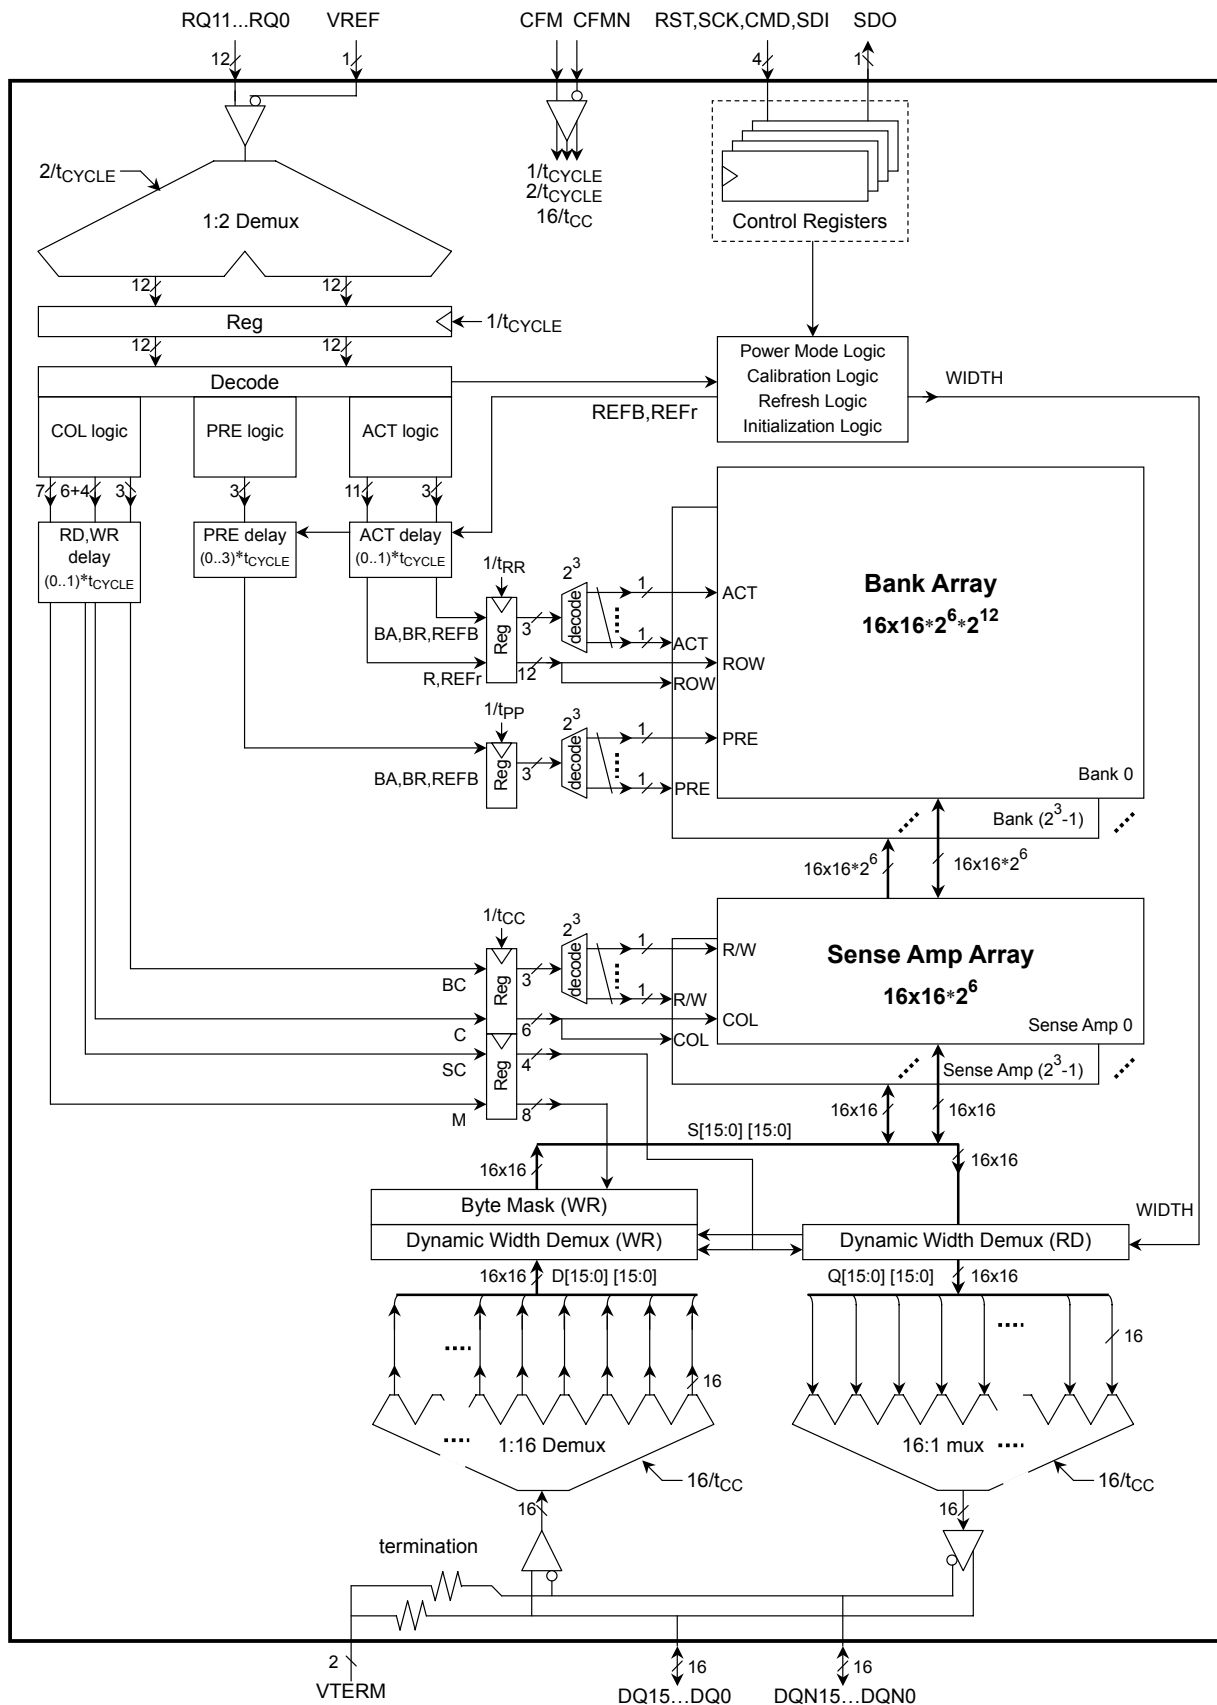 RQ11...RQ0 VREF CFM CFMN RST,SCK,CMD,SDI SDO
12 1 4 1
2/tCYCLE
1:2 Demux
1/tCYCLE
2/tCYCLE
16/tCC
Control Registers
12 12
Reg
1/tCYCLE
12 12
Decode
COL logic PRE logic ACT logic
REFB,REFr
Power Mode Logic
Calibration Logic
Refresh Logic
Initialization Logic
WIDTH
7 6+4 3 3 11 3
RD,WR
delay
(0..1)*tCYCLE
PRE delay
(0..3)*tCYCLE
ACT delay
(0..1)*tCYCLE
1/tRR
Reg
BA,BR,REFB
R,REFr
3
12
2^3
decode
1
1
ACT
ACT
ROW
ROW
Bank Array
16x16*2^6*2^12
1/tPP
Reg
BA,BR,REFB
3
2^3
decode
1
1
PRE
PRE
Bank 0
Bank (2^3-1)
16x16*2^6 16x16*2^6
1/tCC
Reg
BC
C
3
6
2^3
decode
1
1
R/W
R/W
COL
COL
Sense Amp Array
16x16*2^6
Sense Amp 0
Sense Amp (2^3-1)
Reg
SC
M
4
8
16x16 16x16
S[15:0] [15:0]
16x16 16x16
Byte Mask (WR)
Dynamic Width Demux (WR)
Dynamic Width Demux (RD)
WIDTH
16x16 D[15:0] [15:0]
Q[15:0] [15:0] 16x16
16 16
1:16 Demux
16:1 mux
16/tCC
16/tCC
16 16
termination
2 16 16
VTERM DQ15...DQ0 DQN15...DQN0